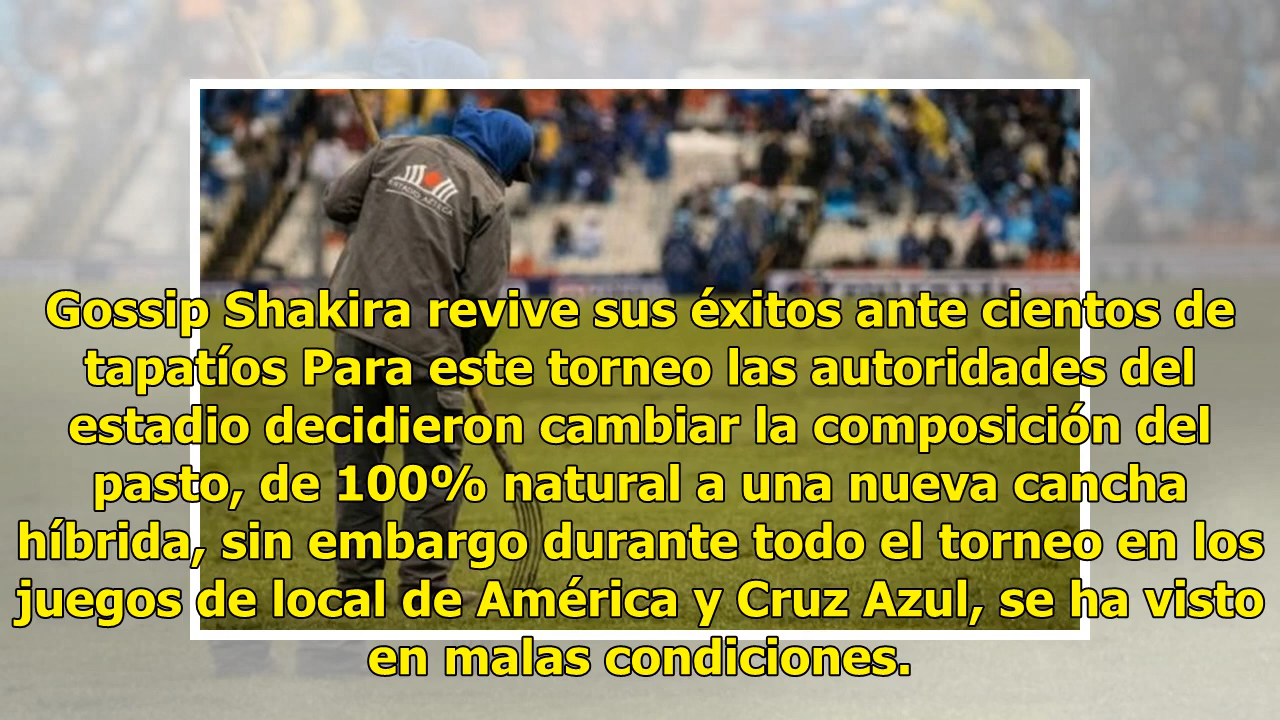 ESTADIO AZTECA
Gossip Shakira revive sus éxitos ante cientos de
tapatíos Para este torneo las autoridades del
estadio decidieron cambiar la composición del
pasto, de 100% natural a una nueva cancha
híbrida, sin embargo durante todo el torneo en los
juegos de local de América y Cruz Azul, se ha visto
en malas condiciones.